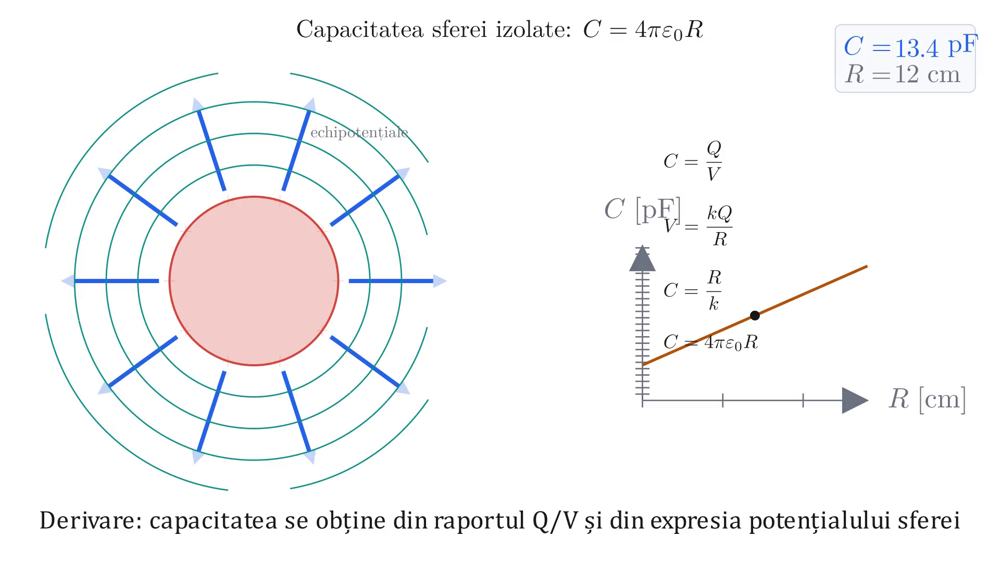 Capacitatea sferei izolate: C = 4πε₀R
C = 13.4 pF
R = 12 cm
echipotențiale
C = Q/V
C [pF]
V = kQ/R
C = R/k
C = 4πε₀R
R [cm]
Derivare: capacitatea se obține din raportul Q/V și din expresia potențialului sferei